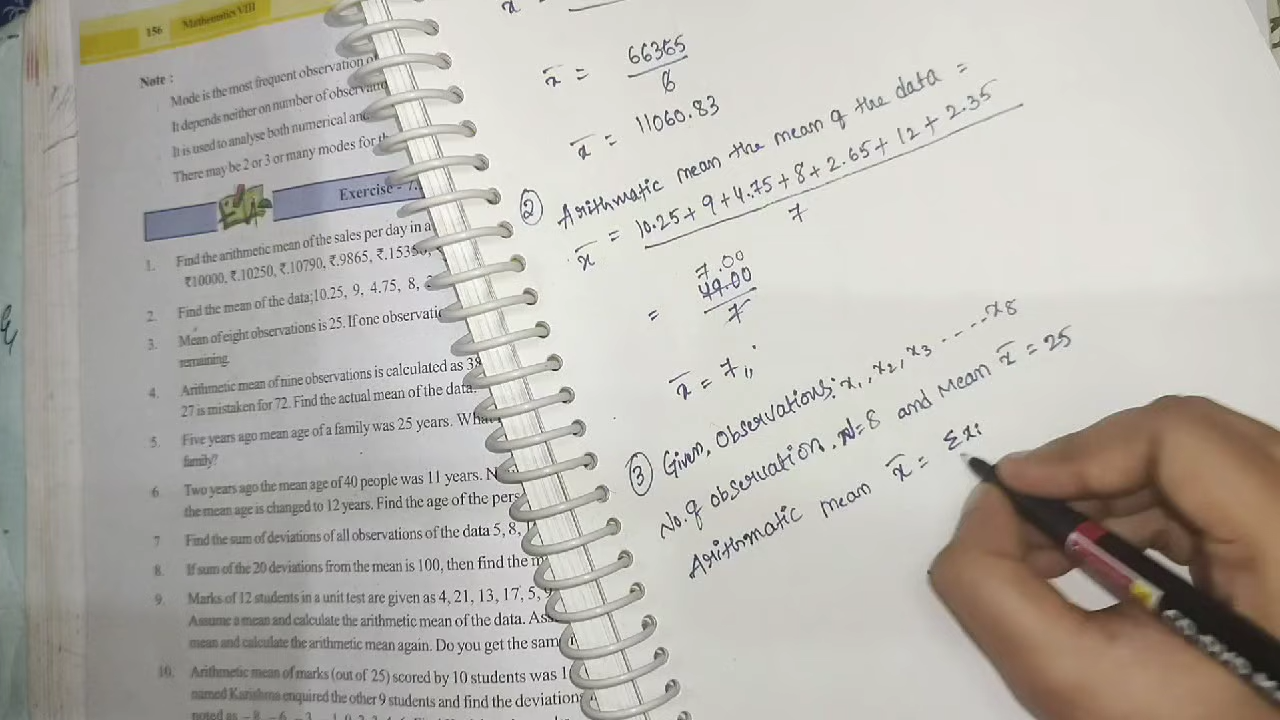 156 Mathematics VIII
Note :
Mode is the most frequent observation
It depends neither on number of
It is used to analyse both numerical
There may be 2 or 3 or many modes for
Exercise - 7.
1. Find the arithmetic mean of the sales per day in a
₹10000, ₹.10250, ₹.10790, ₹.9865, ₹.15350,
2. Find the mean of the data;10.25, 9, 4.75, 8,
3. Mean of eight observations is 25. If one
remaining.
4. Arithmetic mean of nine observations is calculated as 38
27 is mistaken for 72. Find the actual mean of the data.
5. Five years ago mean age of a family was 25 years.
family?
6. Two years ago the mean age of 40 people was 11 years.
the mean age is changed to 12 years. Find the age of the
7 Find the sum of deviations of all observations of the data 5, 8,
8. If sum of the 20 deviations from the mean is 100, then find the
9. Marks of 12 students in a unit test are given as 4, 21, 13, 17, 5,
Assume a mean and calculate the arithmetic mean of the data.
mean and calculate the arithmetic mean again. Do you get the
10. Arithmetic mean of marks (out of 25) scored by 10 students was
named Karishma enquired the other 9 students and find the
noted as
x̄ = 66365
6
x̄ = 11060.83
② Arithmatic mean the mean of the data =
x̄ = 10.25+9+4.75+8+2.65+12+2.35
7
7.00
= 49.00
7
x̄ = 7,,
③ Given, Observations: x1, x2, x3 ......x8
No. of observation. N=8 and Mean x̄ = 25
Arithmatic mean x̄ = Σxi